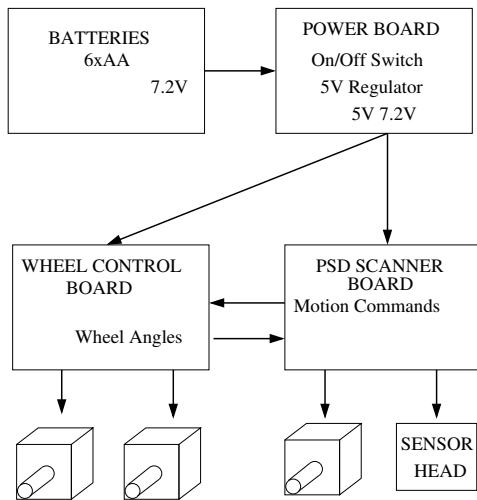 BATTERIES
6xAA
7.2V
POWER BOARD
On/Off Switch
5V Regulator
5V 7.2V
WHEEL CONTROL
BOARD
Wheel Angles
PSD SCANNER
BOARD
Motion Commands
SENSOR
HEAD